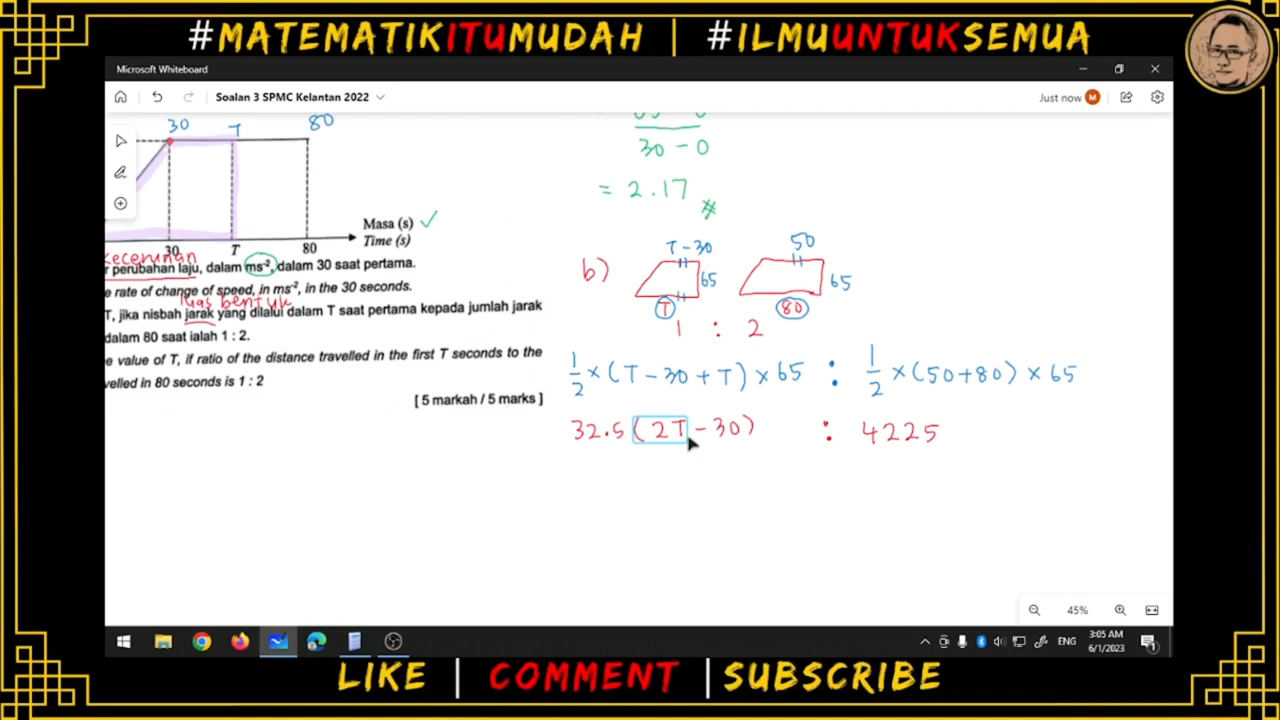 #MATEMATIKITUMUDAH | #ILMUUNTUKSEMUA
Microsoft Whiteboard
Soalan 3 SPMC Kelantan 2022
Just now M
30 T 80
30 T 80
Masa (s) ✓
Time (s)
kecerunan
r perubahan laju, dalam ms⁻², dalam 30 saat pertama.
e rate of change of speed, in ms⁻², in the 30 seconds.
luas bentuk
T, jika nisbah jarak yang dilalui dalam T saat pertama kepada jumlah jarak
dalam 80 saat ialah 1 : 2.
e value of T, if ratio of the distance travelled in the first T seconds to the
velled in 80 seconds is 1 : 2
[ 5 markah / 5 marks ]
30 - 0
= 2.17 #
b) T - 30 65 T 50 65 80
1 : 2
1/2 × (T - 30 + T) × 65 : 1/2 × (50 + 80) × 65
32.5 (2T - 30) : 4225
45%
ENG
3:05 AM
6/1/2023
1
LIKE | COMMENT | SUBSCRIBE